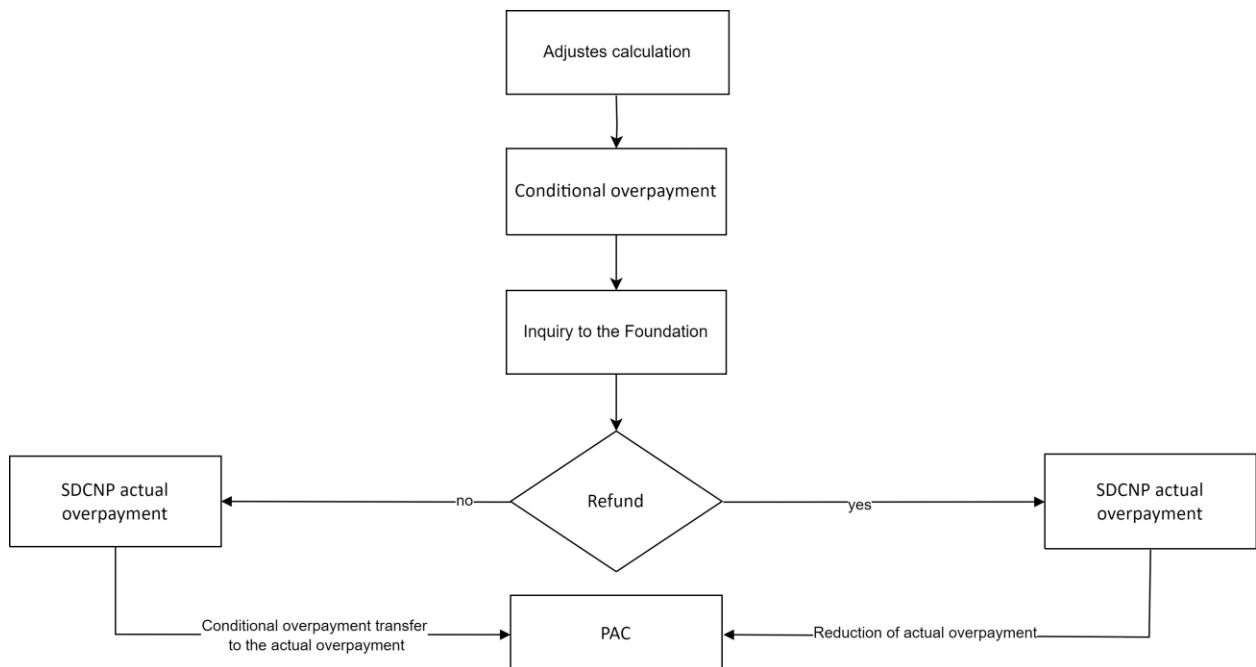 Adjustes calculation
Conditional overpayment
Inquiry to the Foundation
SDCNP actual
overpayment
no
Refund
yes
SDCNP actual
overpayment
Conditional overpayment transfer
to the actual overpayment
PAC
Reduction of actual overpayment